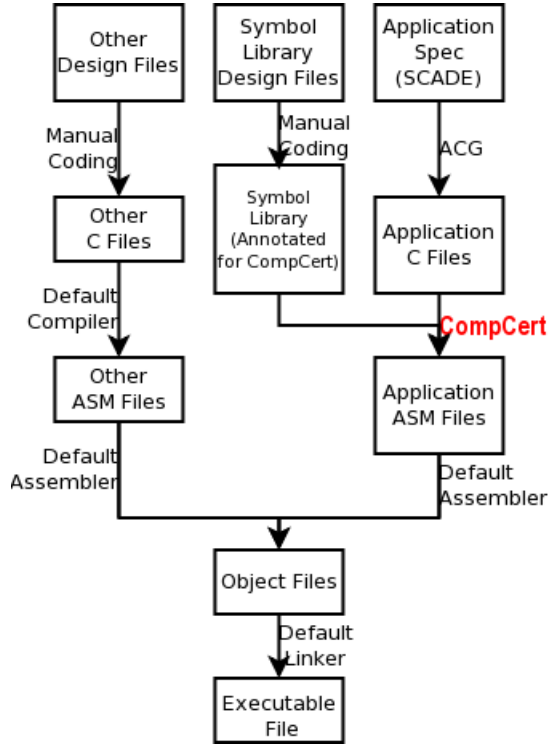 Other
Design Files
Symbol
Library
Design Files
Application
Spec
(SCADE)
Manual
Coding
Manual
Coding
ACG
Other
C Files
Symbol
Library
(Annotated
for CompCert)
Application
C Files
Default
Compiler
CompCert
Other
ASM Files
Application
ASM Files
Default
Assembler
Default
Assembler
Object Files
Default
Linker
Executable
File